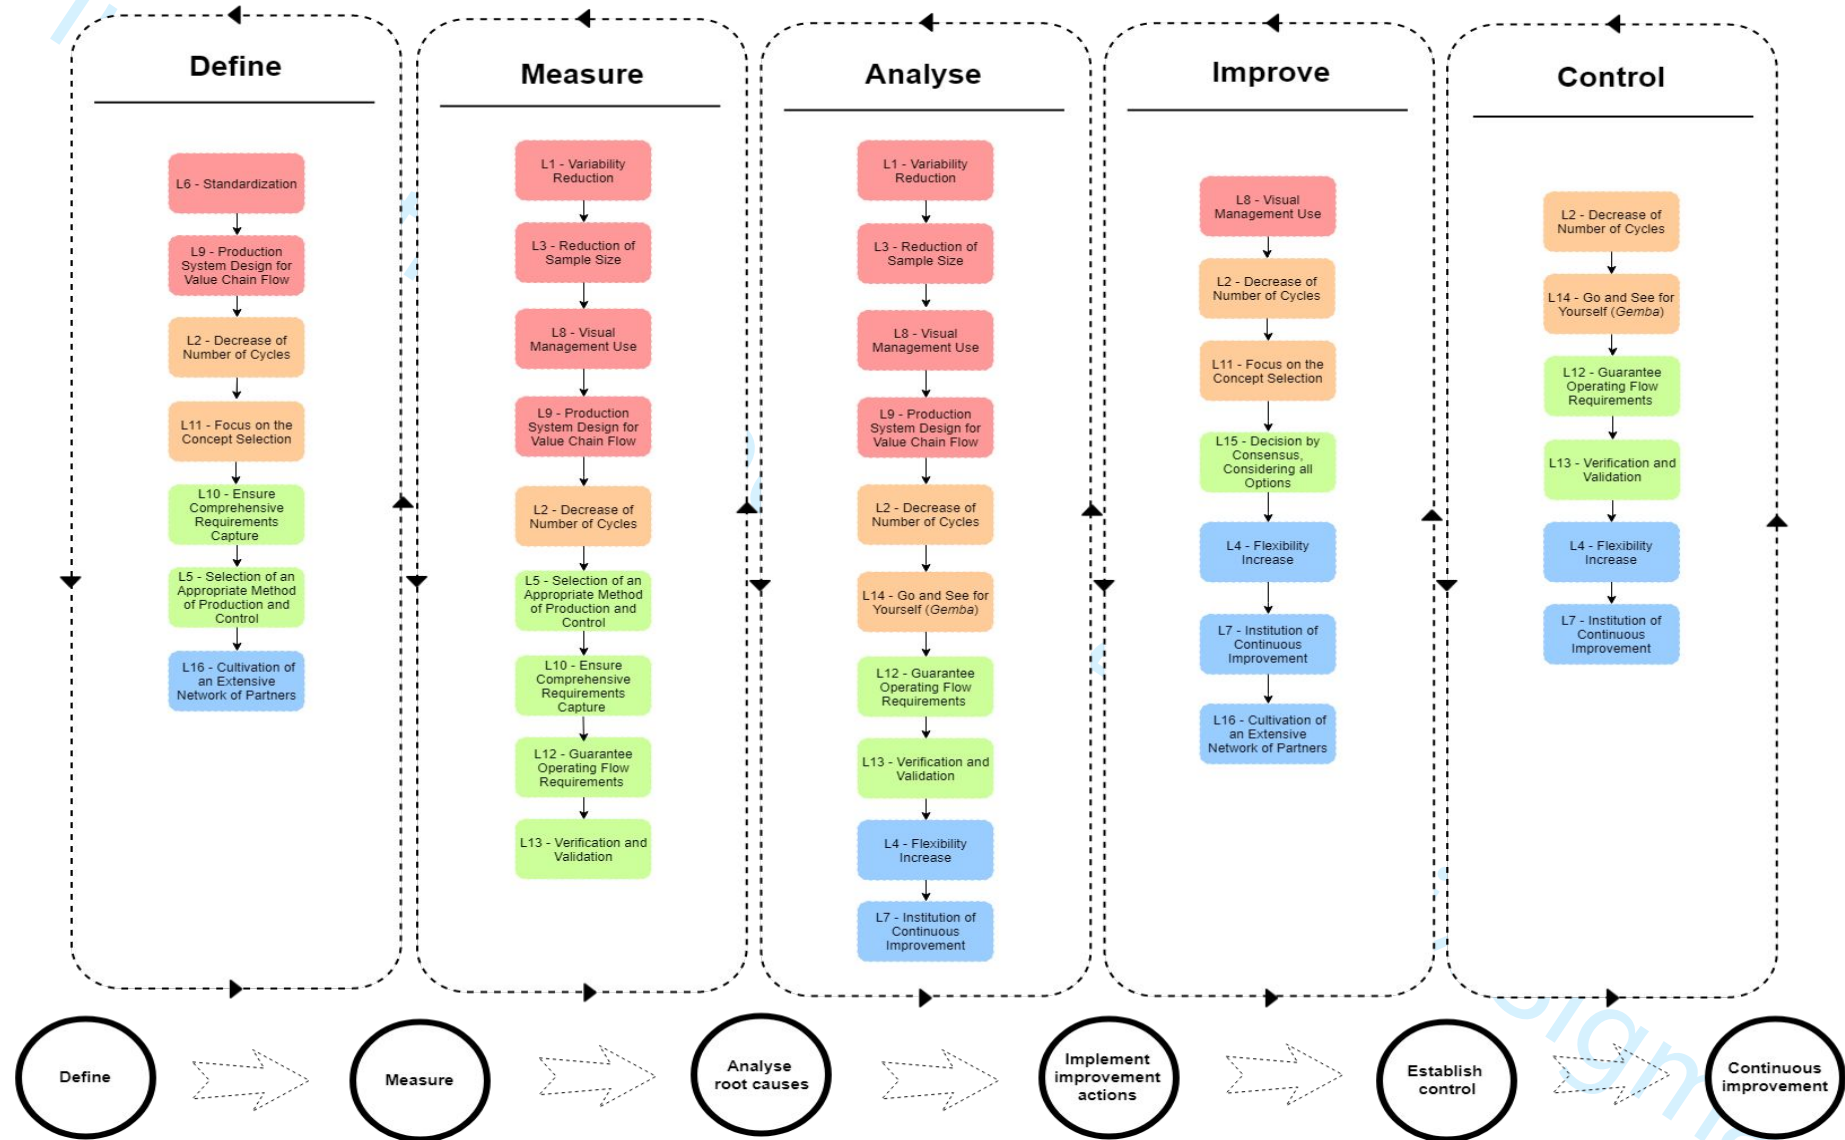 Define
L6 - Standardization
L9 - Production
System Design for
Value Chain Flow
L2 - Decrease of
Number of Cycles
L11 - Focus on the
Concept Selection
L10 - Ensure
Comprehensive
Requirements
Capture
L5 - Selection of an
Appropriate Method
of Production and
Control
L16 - Cultivation of
an Extensive
Network of Partners
Measure
L1 - Variability
Reduction
L3 - Reduction of
Sample Size
L8 - Visual
Management Use
L9 - Production
System Design for
Value Chain Flow
L2 - Decrease of
Number of Cycles
L5 - Selection of an
Appropriate Method
of Production and
Control
L10 - Ensure
Comprehensive
Requirements
Capture
L12 - Guarantee
Operating Flow
Requirements
L13 - Verification and
Validation
Analyse
L1 - Variability
Reduction
L3 - Reduction of
Sample Size
L8 - Visual
Management Use
L9 - Production
System Design for
Value Chain Flow
L2 - Decrease of
Number of Cycles
L14 - Go and See for
Yourself (Gemba)
L12 - Guarantee
Operating Flow
Requirements
L13 - Verification and
Validation
L4 - Flexibility
Increase
L7 - Institution of
Continuous
Improvement
Improve
L8 - Visual
Management Use
L2 - Decrease of
Number of Cycles
L11 - Focus on the
Concept Selection
L15 - Decision by
Consensus,
Considering all
Options
L4 - Flexibility
Increase
L7 - Institution of
Continuous
Improvement
L16 - Cultivation of
an Extensive
Network of Partners
Control
L2 - Decrease of
Number of Cycles
L14 - Go and See for
Yourself (Gemba)
L12 - Guarantee
Operating Flow
Requirements
L13 - Verification and
Validation
L4 - Flexibility
Increase
L7 - Institution of
Continuous
Improvement
Define
Measure
Analyse
root causes
Implement
improvement
actions
Establish
control
Continuous
improvement